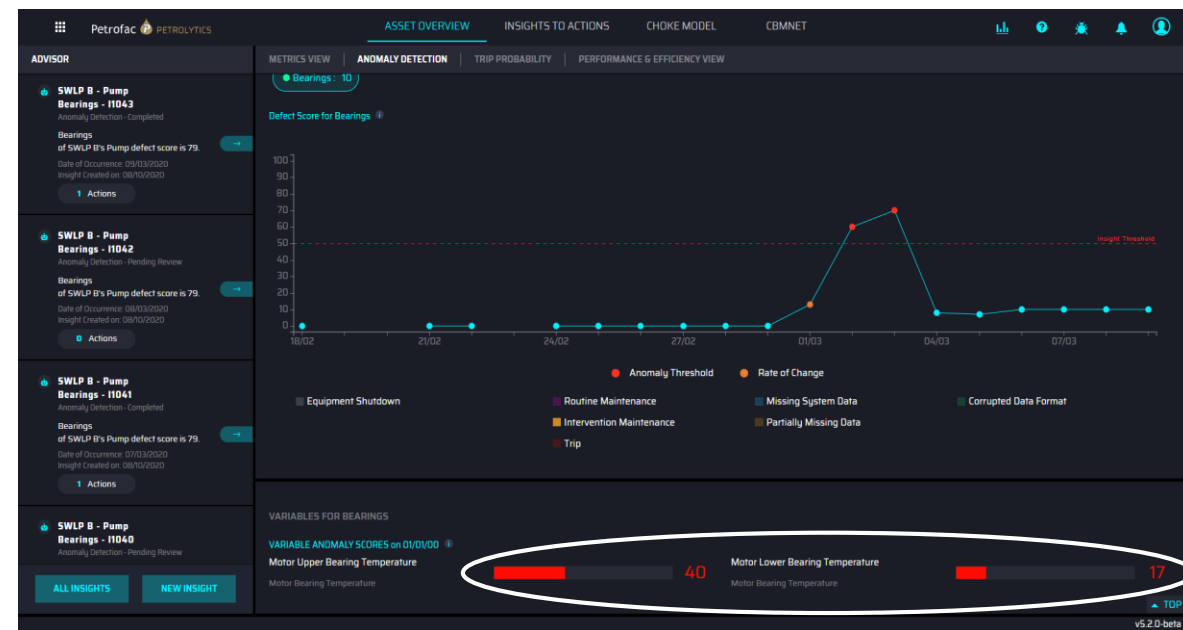 Petrofac PETROLYTICS
ASSET OVERVIEW
INSIGHTS TO ACTIONS
CHOKE MODEL
CBMNET
ADVISOR
METRICS VIEW
ANOMALY DETECTION
TRIP PROBABILITY
PERFORMANCE & EFFICIENCY VIEW
SWLP B - Pump
Bearings - I1043
Anomaly Detection - Completed
Bearings
of SWLP B's Pump defect score is 79.
Date of Occurrence: 09/03/2020
Insight Created on: 08/10/2020
1 Actions
SWLP B - Pump
Bearings - I1042
Anomaly Detection - Pending Review
Bearings
of SWLP B's Pump defect score is 79.
Date of Occurrence: 08/03/2020
Insight Created on: 08/10/2020
0 Actions
SWLP B - Pump
Bearings - I1041
Anomaly Detection - Completed
Bearings
of SWLP B's Pump defect score is 79.
Date of Occurrence: 07/03/2020
Insight Created on: 08/10/2020
1 Actions
SWLP B - Pump
Bearings - I1040
Anomaly Detection - Pending Review
ALL INSIGHTS
NEW INSIGHT
Bearings: 10
Defect Score for Bearings
100
90
80
70
60
50
40
30
20
10
0
Insight Threshold
18/02
21/02
24/02
27/02
01/03
04/03
07/03
Anomaly Threshold
Rate of Change
Equipment Shutdown
Routine Maintenance
Missing System Data
Corrupted Data Format
Intervention Maintenance
Partially Missing Data
Trip
VARIABLES FOR BEARINGS
VARIABLE ANOMALY SCORES on 01/01/00
Motor Upper Bearing Temperature
Motor Bearing Temperature
40
Motor Lower Bearing Temperature
Motor Bearing Temperature
17
TOP
v5.2.0-beta